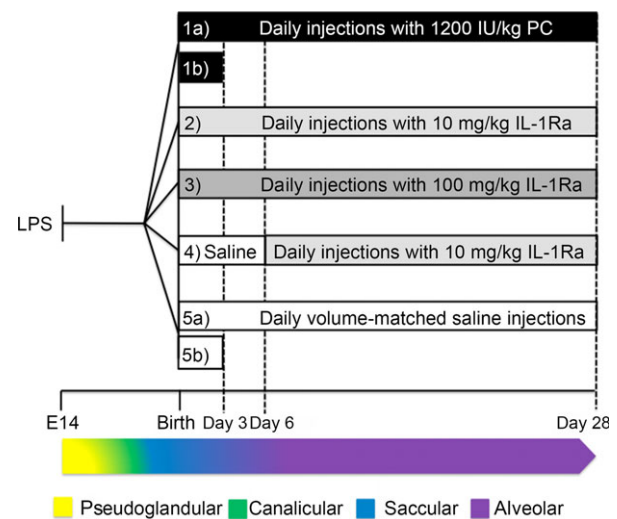 1a) Daily injections with 1200 IU/kg PC
1b)
2) Daily injections with 10 mg/kg IL-1Ra
3) Daily injections with 100 mg/kg IL-1Ra
LPS
4) Saline Daily injections with 10 mg/kg IL-1Ra
5a) Daily volume-matched saline injections
5b)
E14 Birth Day 3 Day 6 Day 28
Pseudoglandular Canalicular Saccular Alveolar